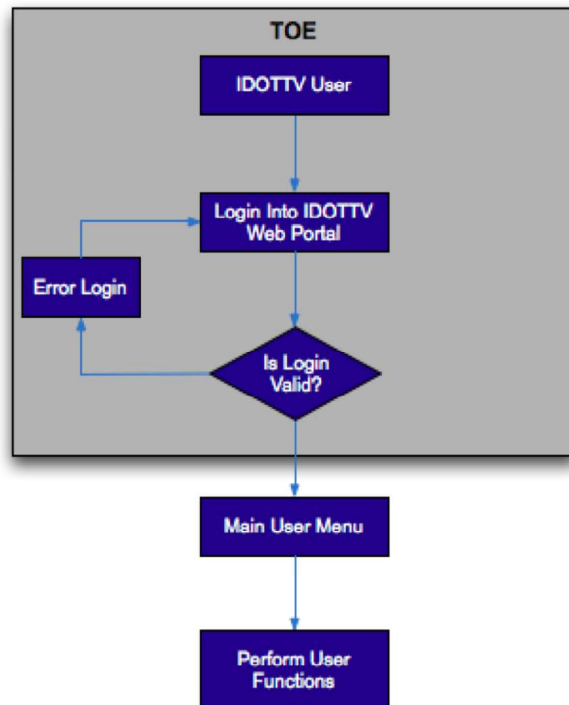 TOE
IDOTTV User
Login Into IDOTTV
Web Portal
Error Login
Is Login
Valid?
Main User Menu
Perform User
Functions